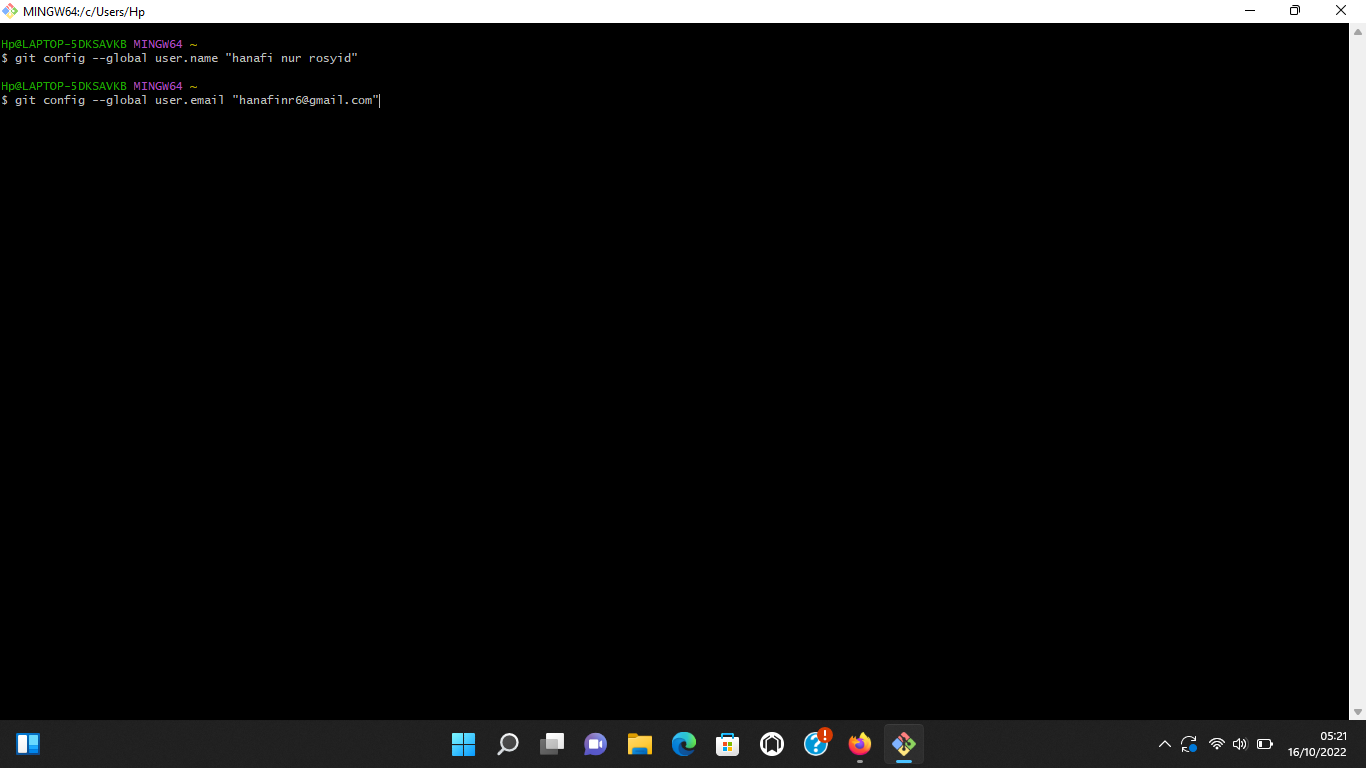 MINGW64:/c/Users/Hp
Hp@LAPTOP-5DKSAVKB MINGW64 ~
$ git config --global user.name "hanafi nur rosyid"
Hp@LAPTOP-5DKSAVKB MINGW64 ~
$ git config --global user.email "hanafinr6@gmail.com"
05:21
16/10/2022